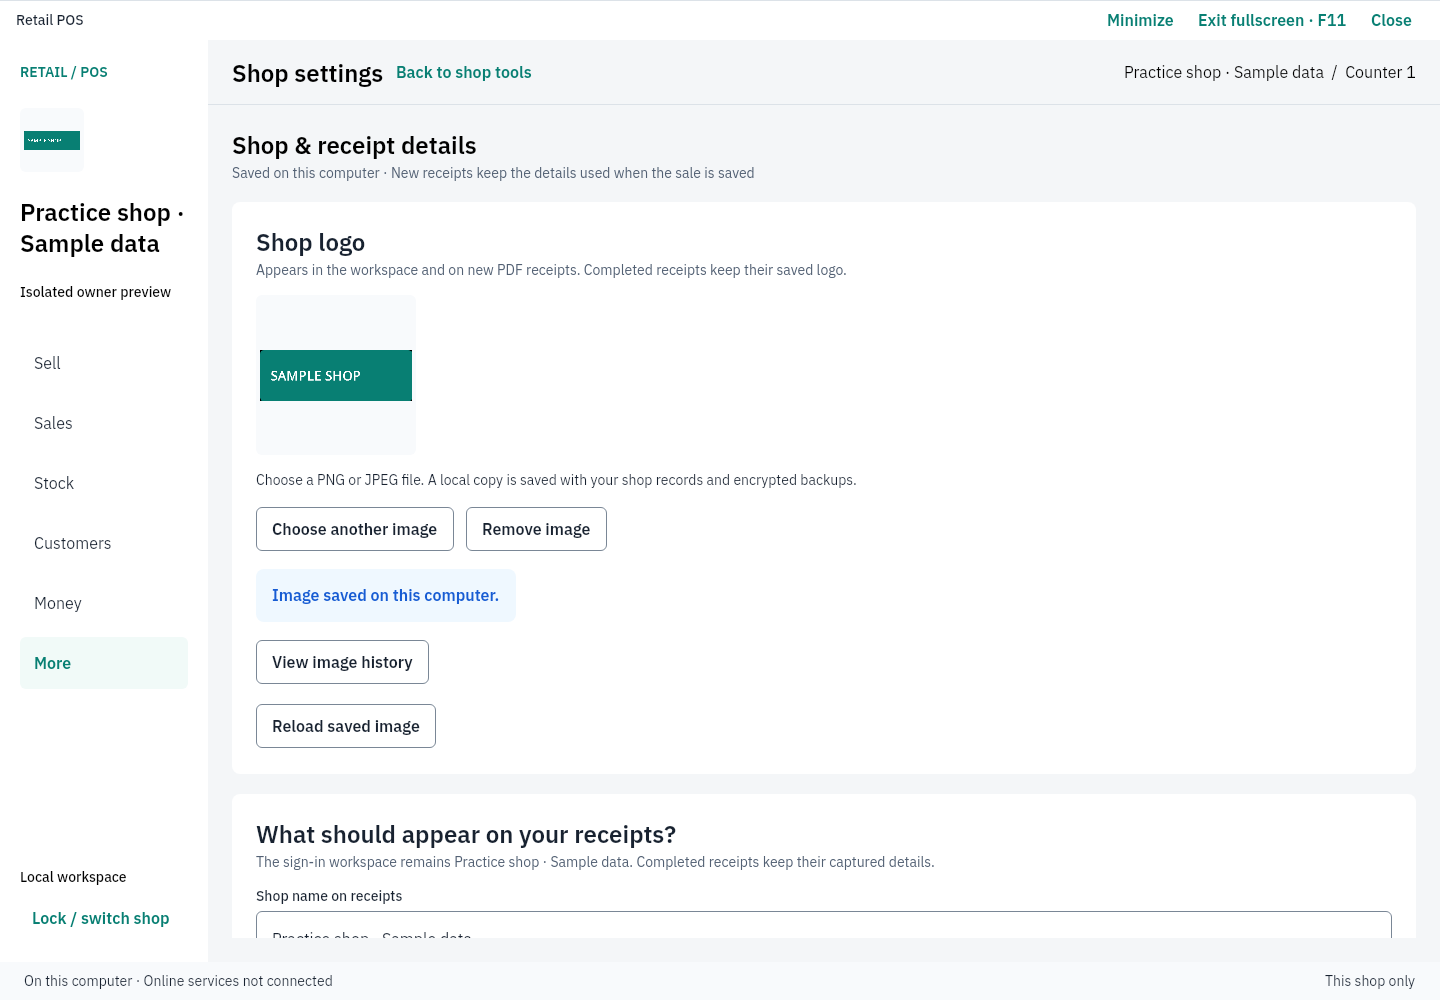 Retail POS
Minimize
Exit fullscreen · F11
Close
RETAIL / POS
SAMPLE SHOP
Practice shop ·
Sample data
Isolated owner preview
Sell
Sales
Stock
Customers
Money
More
Local workspace
Lock / switch shop
Shop settings
Back to shop tools
Practice shop · Sample data / Counter 1
Shop & receipt details
Saved on this computer · New receipts keep the details used when the sale is saved
Shop logo
Appears in the workspace and on new PDF receipts. Completed receipts keep their saved logo.
SAMPLE SHOP
Choose a PNG or JPEG file. A local copy is saved with your shop records and encrypted backups.
Choose another image
Remove image
Image saved on this computer.
View image history
Reload saved image
What should appear on your receipts?
The sign-in workspace remains Practice shop · Sample data. Completed receipts keep their captured details.
Shop name on receipts
Practice shop · Sample data
On this computer · Online services not connected
This shop only